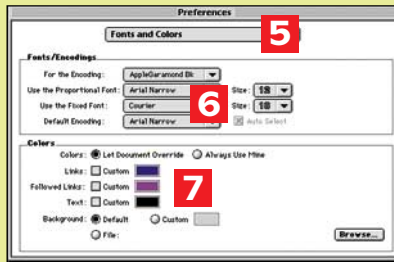 Preferences
Fonts and Colors
5
Fonts/Encodings
For the Encoding: AppleGaramond Bk
Use the Proportional Font: Arial Narrow Size: 18
Use the Fixed Font: Courier 6 Size: 18
Default Encoding: Arial Narrow Auto Select
Colors
Colors: Let Document Override Always Use Mine
Links: Custom
Followed Links: Custom 7
Text: Custom
Background: Default Custom
File: Browse...